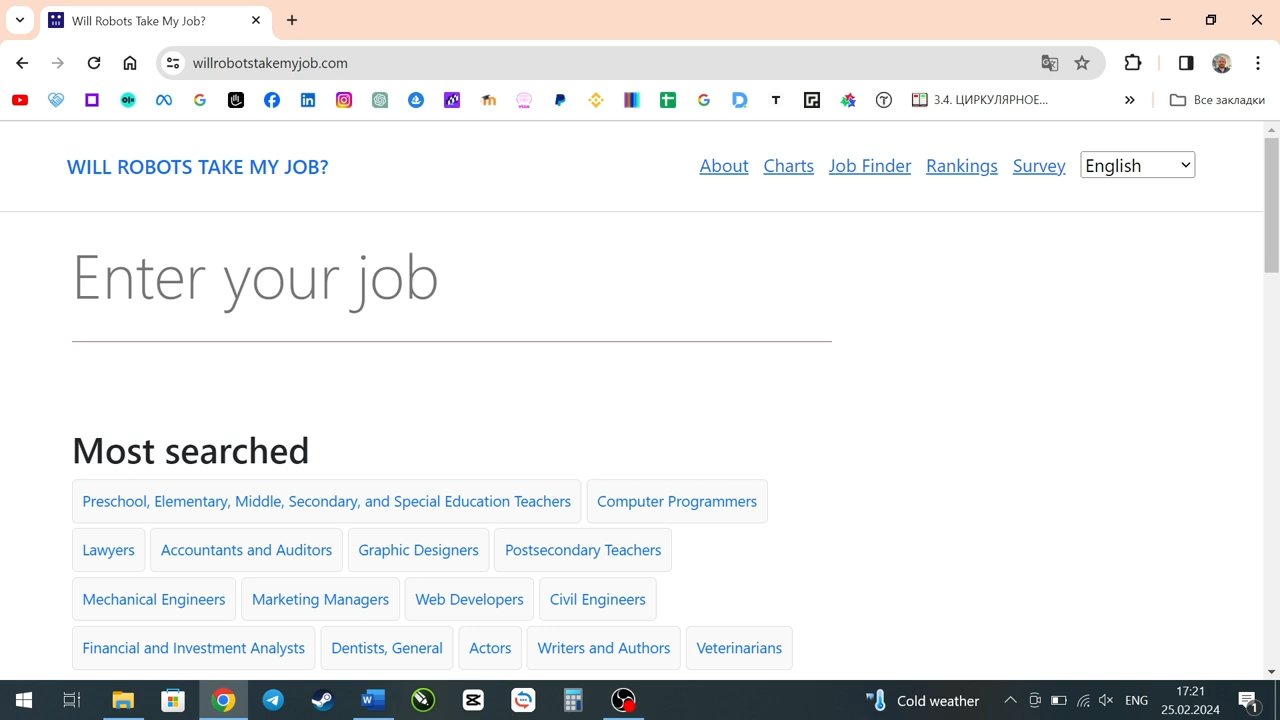 Will Robots Take My Job?
willrobotstakemyjob.com
3.4. ЦИРКУЛЯРНОЕ...
Все закладки
WILL ROBOTS TAKE MY JOB?
About Charts Job Finder Rankings Survey English
Enter your job
Most searched
Preschool, Elementary, Middle, Secondary, and Special Education Teachers Computer Programmers
Lawyers Accountants and Auditors Graphic Designers Postsecondary Teachers
Mechanical Engineers Marketing Managers Web Developers Civil Engineers
Financial and Investment Analysts Dentists, General Actors Writers and Authors Veterinarians
Cold weather ENG 17:21
25.02.2024 1